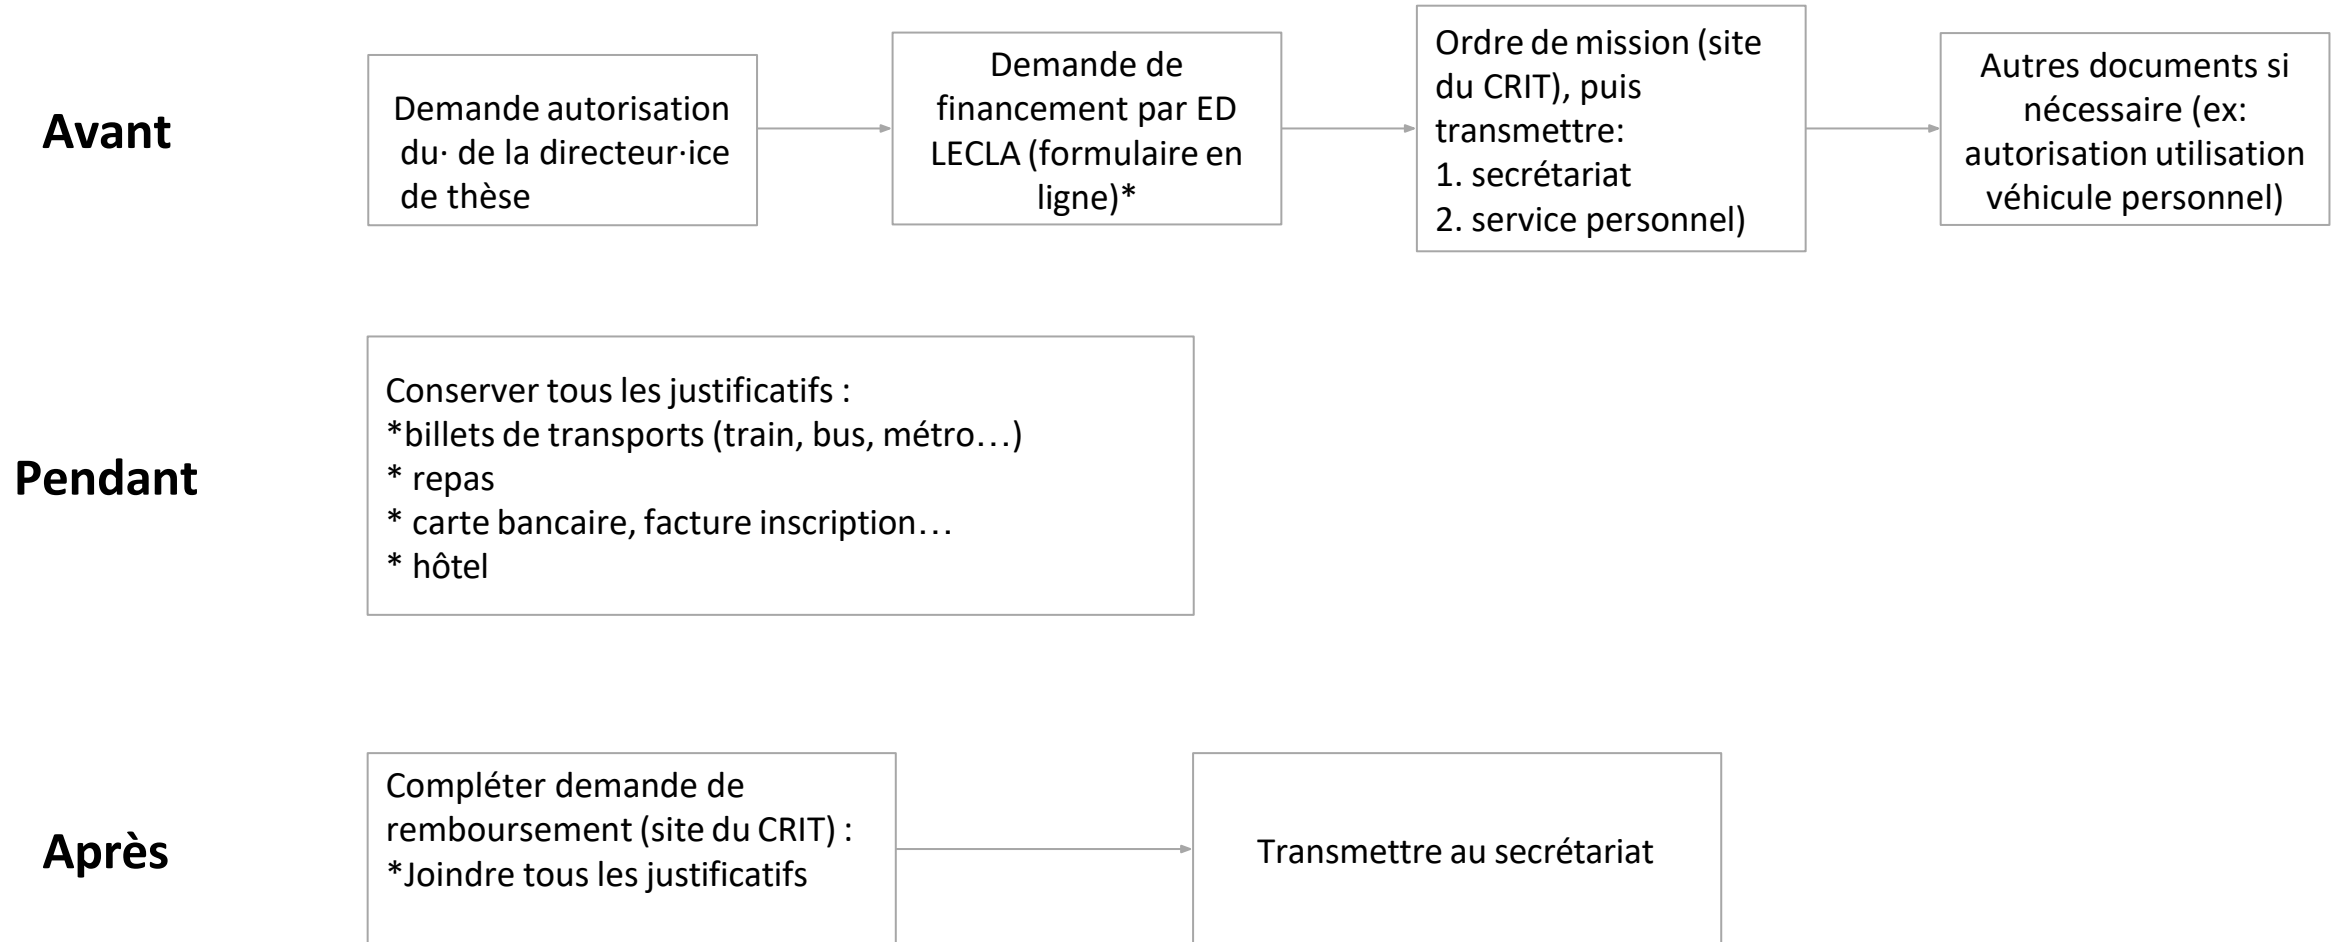 Avant
Demande autorisation
du· de la directeur·ice
de thèse
Demande de
financement par ED
LECLA (formulaire en
ligne)*
Ordre de mission (site
du CRIT), puis
transmettre:
1. secrétariat
2. service personnel)
Autres documents si
nécessaire (ex:
autorisation utilisation
véhicule personnel)
Pendant
Conserver tous les justificatifs :
*billets de transports (train, bus, métro…)
* repas
* carte bancaire, facture inscription…
* hôtel
Après
Compléter demande de
remboursement (site du CRIT) :
*Joindre tous les justificatifs
Transmettre au secrétariat